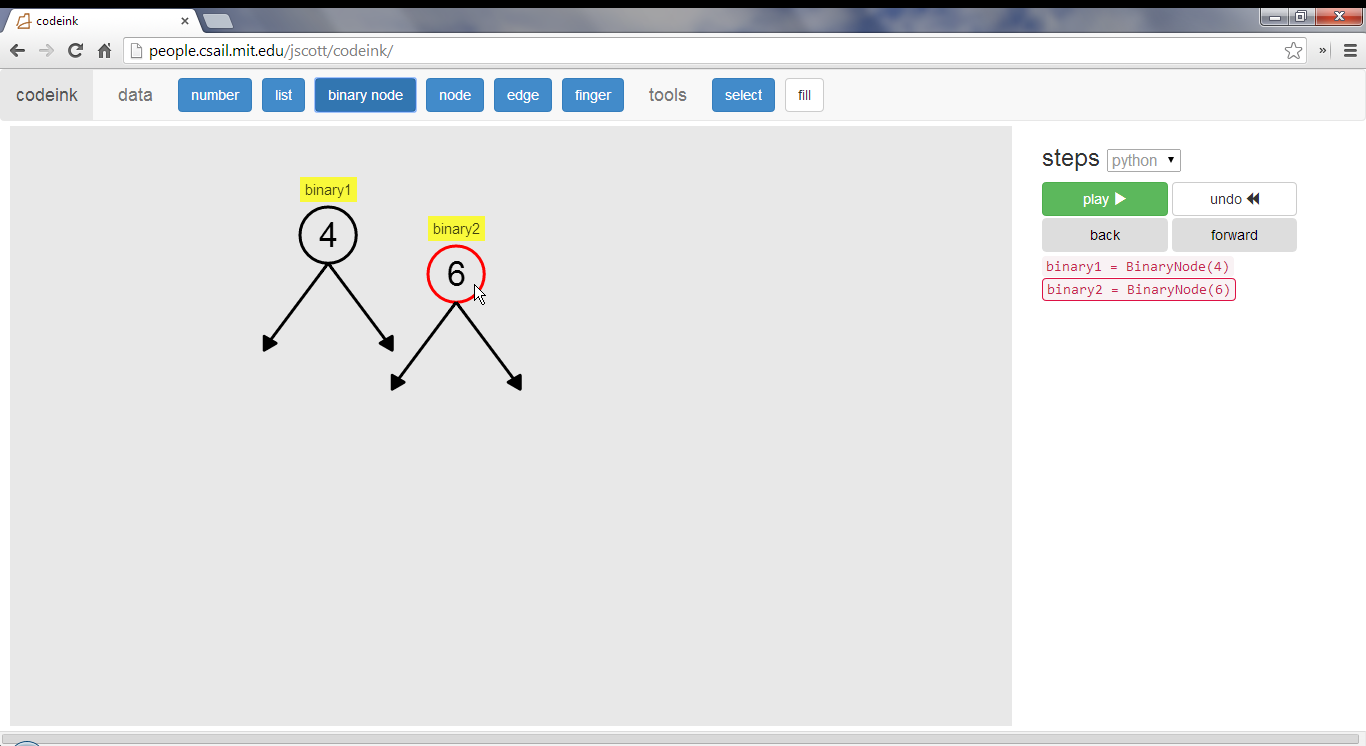 codeink
people.csail.mit.edu/jscott/codeink/
codeink data number list binary node node edge finger tools select fill
steps python
play undo
back forward
binary1 = BinaryNode(4)
binary2 = BinaryNode(6)
binary1
4
binary2
6